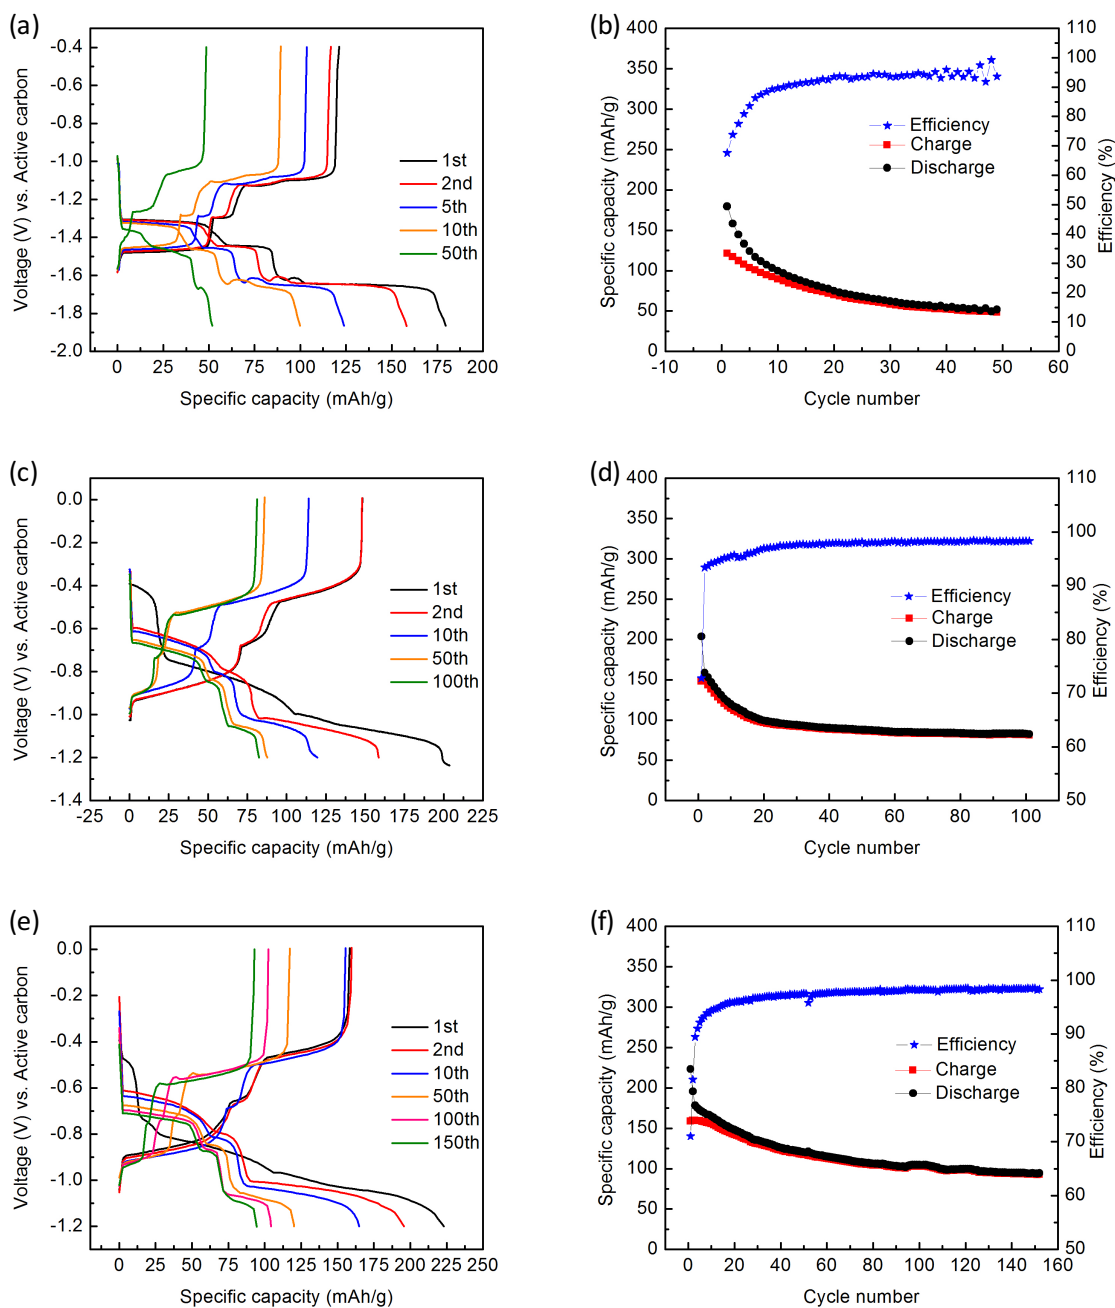 (a)
-0.4
-0.6
-0.8
-1.0
-1.2
-1.4
-1.6
-1.8
-2.0
Voltage (V) vs. Active carbon
1st
2nd
5th
10th
50th
0 25 50 75 100 125 150 175 200
Specific capacity (mAh/g)
(b)
400
350
300
250
200
150
100
50
0
Specific capacity (mAh/g)
Efficiency
Charge
Discharge
110
100
90
80
70
60
50
40
30
20
10
0
Efficiency (%)
-10 0 10 20 30 40 50 60
Cycle number
(c)
0.0
-0.2
-0.4
-0.6
-0.8
-1.0
-1.2
-1.4
Voltage (V) vs. Active carbon
1st
2nd
10th
50th
100th
-25 0 25 50 75 100 125 150 175 200 225
Specific capacity (mAh/g)
(d)
400
350
300
250
200
150
100
50
0
Specific capacity (mAh/g)
Efficiency
Charge
Discharge
110
100
90
80
70
60
50
Efficiency (%)
0 20 40 60 80 100
Cycle number
(e)
0.0
-0.2
-0.4
-0.6
-0.8
-1.0
-1.2
Voltage (V) vs. Active carbon
1st
2nd
10th
50th
100th
150th
0 25 50 75 100 125 150 175 200 225 250
Specific capacity (mAh/g)
(f)
400
350
300
250
200
150
100
50
0
Specific capacity (mAh/g)
Efficiency
Charge
Discharge
110
100
90
80
70
60
50
Efficiency (%)
0 20 40 60 80 100 120 140 160
Cycle number